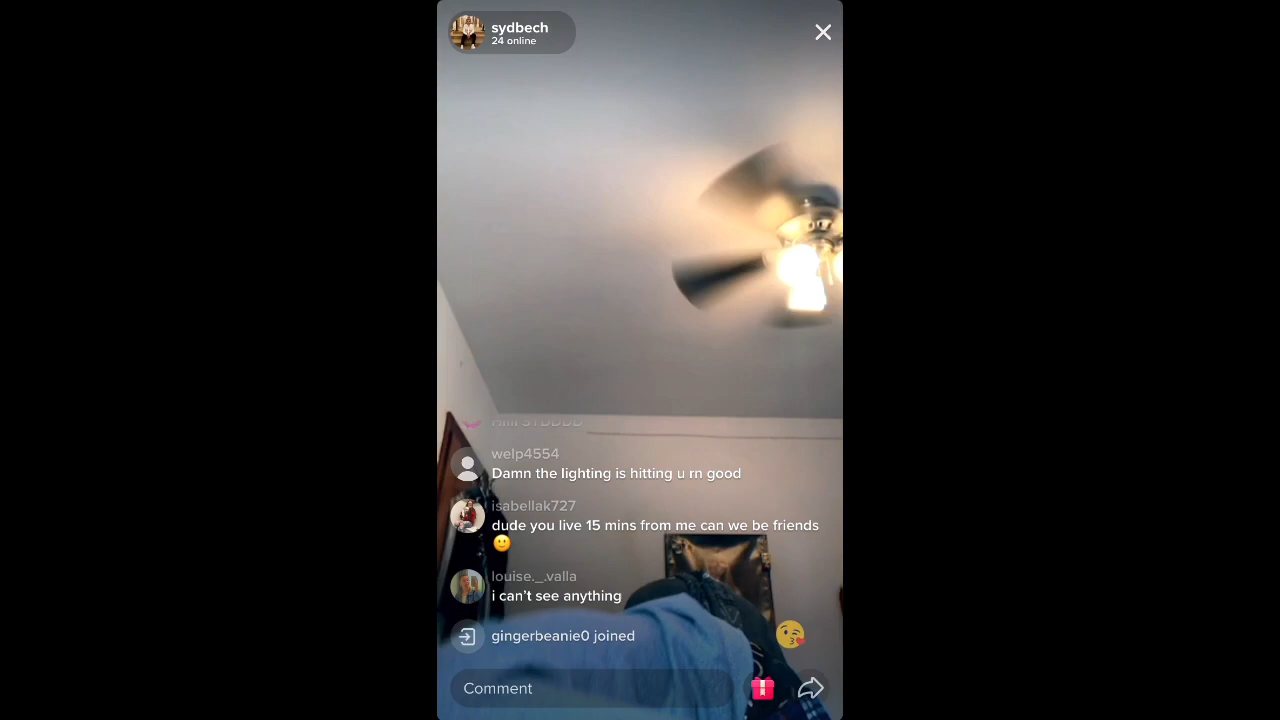 sydbech
24 online
welp4554
Damn the lighting is hitting u rn good
isabellak727
dude you live 15 mins from me can we be friends
🙂
louise._.valla
i can't see anything
gingerbeanie0 joined
Comment